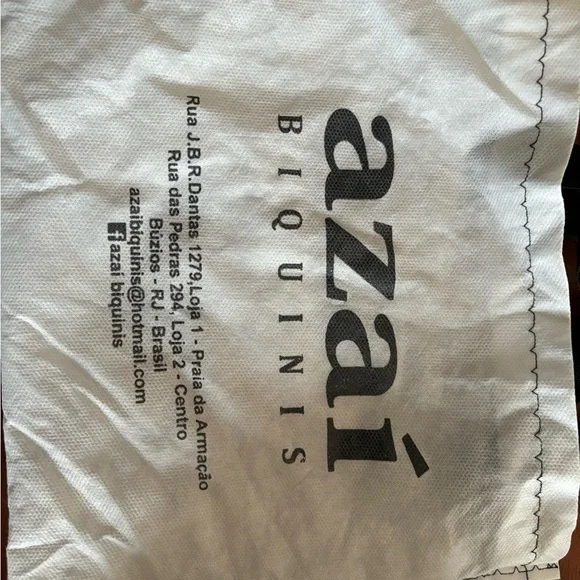 azaí
BIQUINIS
Rua J.B.R.Dantas 1279,Loja 1 - Praia da Armação
Rua das Pedras 294, Loja 2 - Centro
Búzios - RJ - Brasil
azaibiquinis@hotmail.com
f azai biquinis